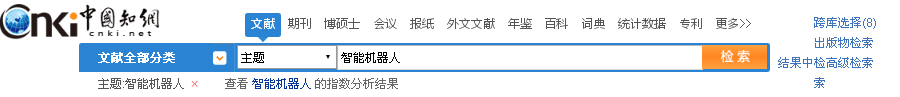 cnki 中国知网
cnki.net
文献 期刊 博硕士 会议 报纸 外文文献 年鉴 百科 词典 统计数据 专利 更多>>
跨库选择(8)
文献全部分类 主题 智能机器人 检索
出版物检索
结果中检高级检索
索
主题:智能机器人 × 查看 智能机器人 的指数分析结果